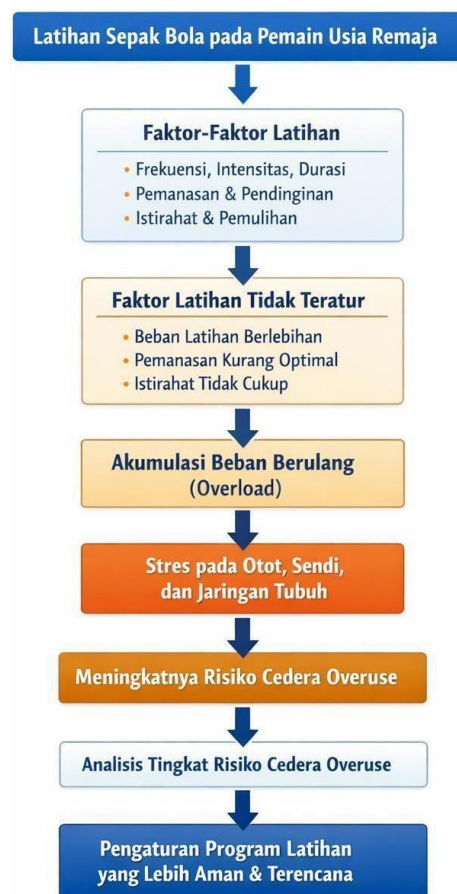 Latihan Sepak Bola pada Pemain Usia Remaja
Faktor-Faktor Latihan
• Frekuensi, Intensitas, Durasi
• Pemanasan & Pendinginan
• Istirahat & Pemulihan
Faktor Latihan Tidak Teratur
• Beban Latihan Berlebihan
• Pemanasan Kurang Optimal
• Istirahat Tidak Cukup
Akumulasi Beban Berulang
(Overload)
Stres pada Otot, Sendi,
dan Jaringan Tubuh
Meningkatnya Risiko Cedera Overuse
Analisis Tingkat Risiko Cedera Overuse
Pengaturan Program Latihan
yang Lebih Aman & Terencana